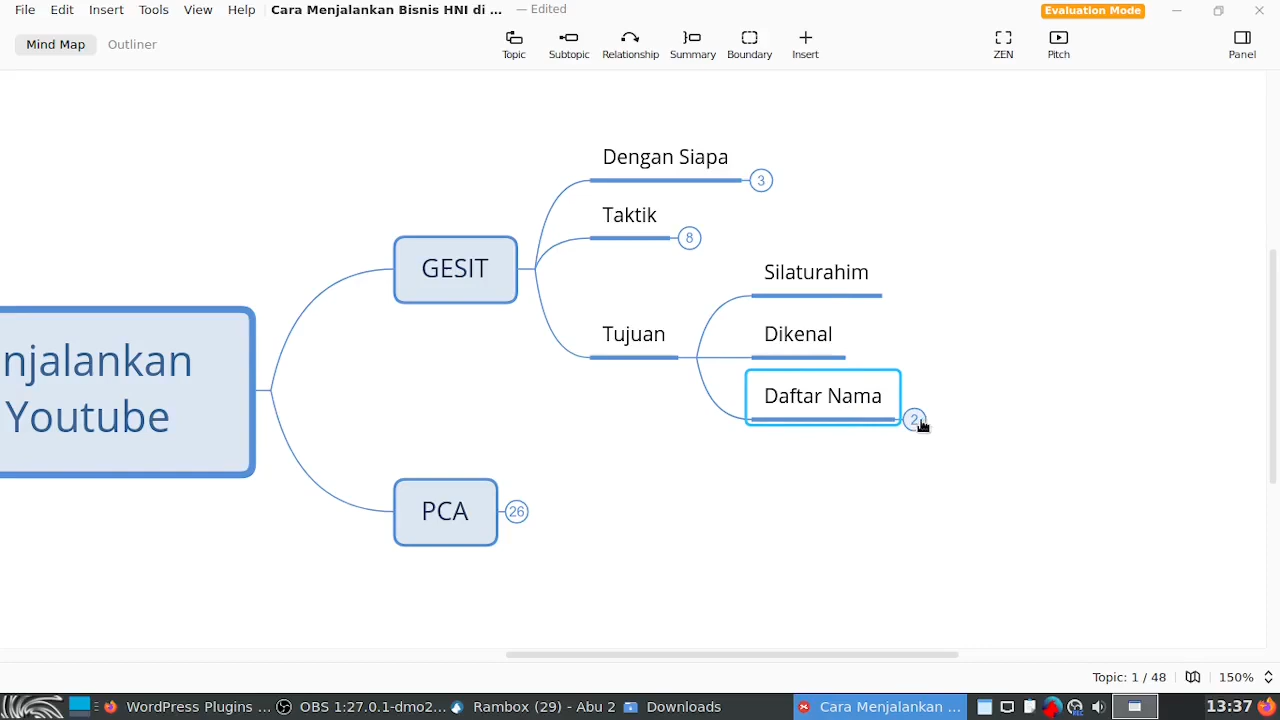 File Edit Insert Tools View Help Cara Menjalankan Bisnis HNI di ... — Edited Evaluation Mode
Mind Map Outliner
Topic Subtopic Relationship Summary Boundary Insert ZEN Pitch Panel
Dengan Siapa 3
Taktik 8
GESIT
Silaturahim
Tujuan Dikenal
Daftar Nama 2
njalankan
Youtube
PCA 26
Topic: 1 / 48 150%
WordPress Plugins ... OBS 1:27.0.1-dmo2... Rambox (29) - Abu 2 Downloads Cara Menjalankan ... 13:37